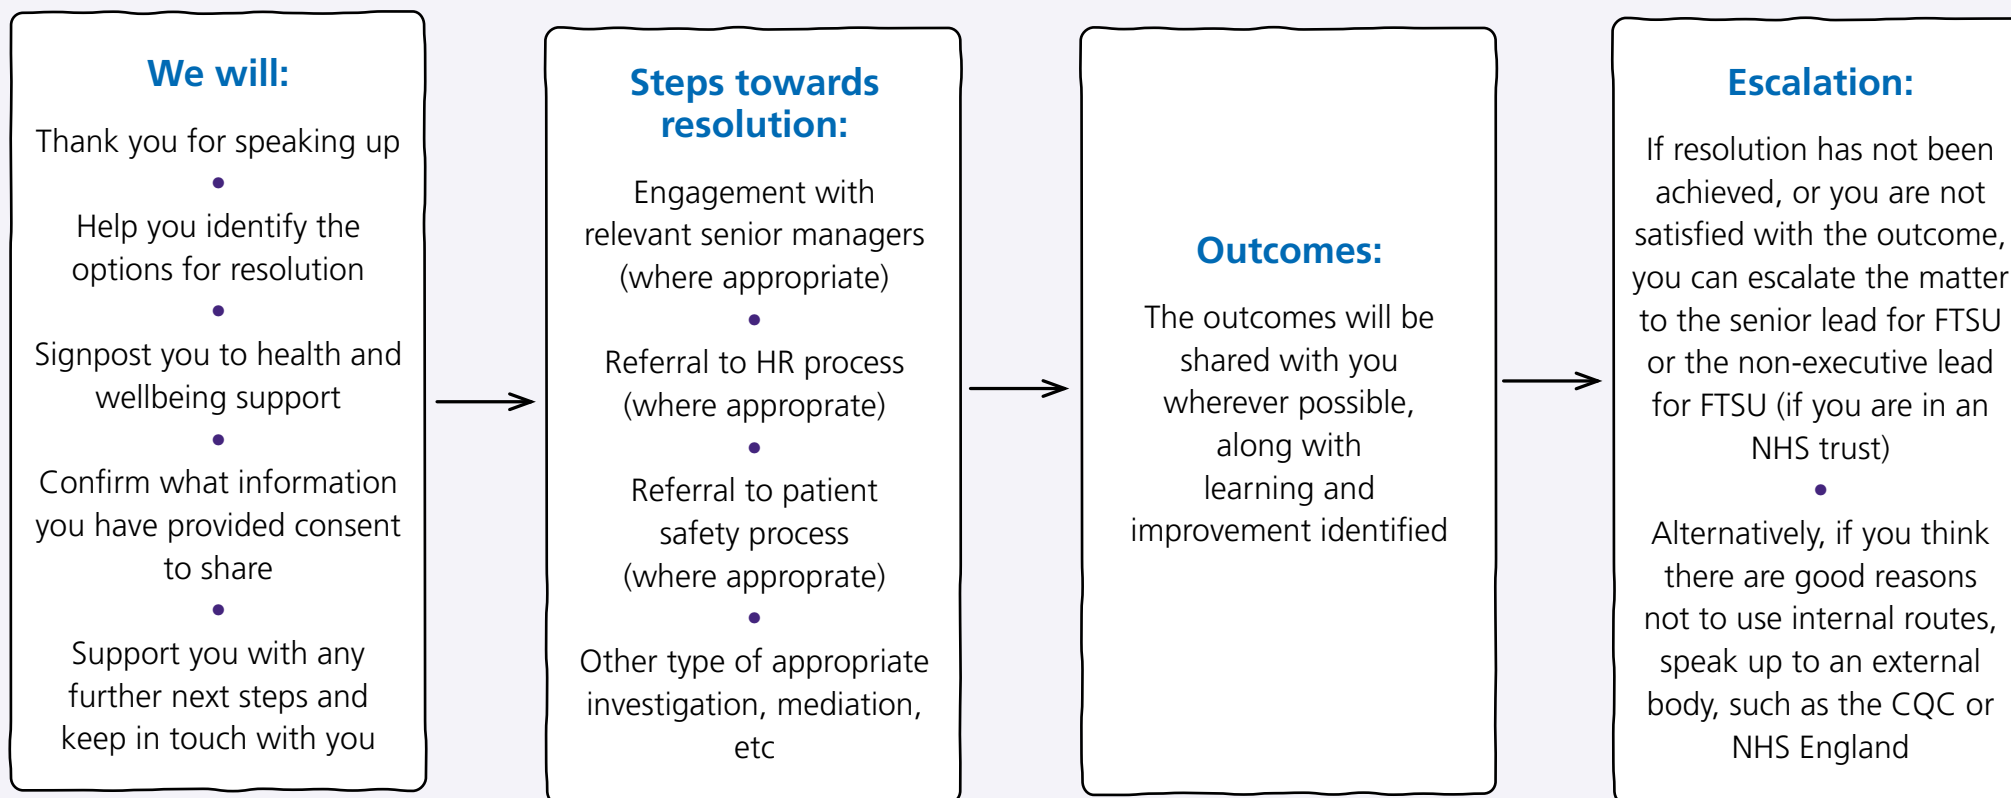 We will:
Thank you for speaking up
•
Help you identify the
options for resolution
•
Signpost you to health and
wellbeing support
•
Confirm what information
you have provided consent
to share
•
Support you with any
further next steps and
keep in touch with you
Steps towards
resolution:
Engagement with
relevant senior managers
(where appropriate)
•
Referral to HR process
(where approprate)
•
Referral to patient
safety process
(where approprate)
•
Other type of appropriate
investigation, mediation,
etc
Outcomes:
The outcomes will be
shared with you
wherever possible,
along with
learning and
improvement identified
Escalation:
If resolution has not been
achieved, or you are not
satisfied with the outcome,
you can escalate the matter
to the senior lead for FTSU
or the non-executive lead
for FTSU (if you are in an
NHS trust)
•
Alternatively, if you think
there are good reasons
not to use internal routes,
speak up to an external
body, such as the CQC or
NHS England